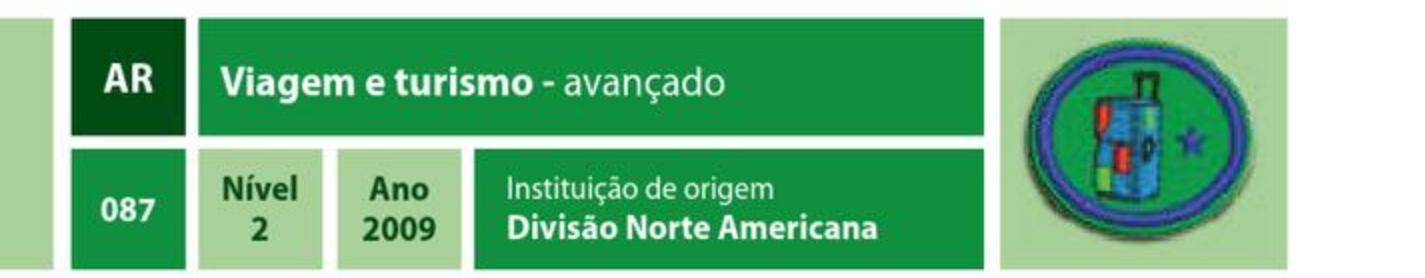 AR
Viagem e turismo - avançado
087
Nível
2
Ano
2009
Instituição de origem
Divisão Norte Americana